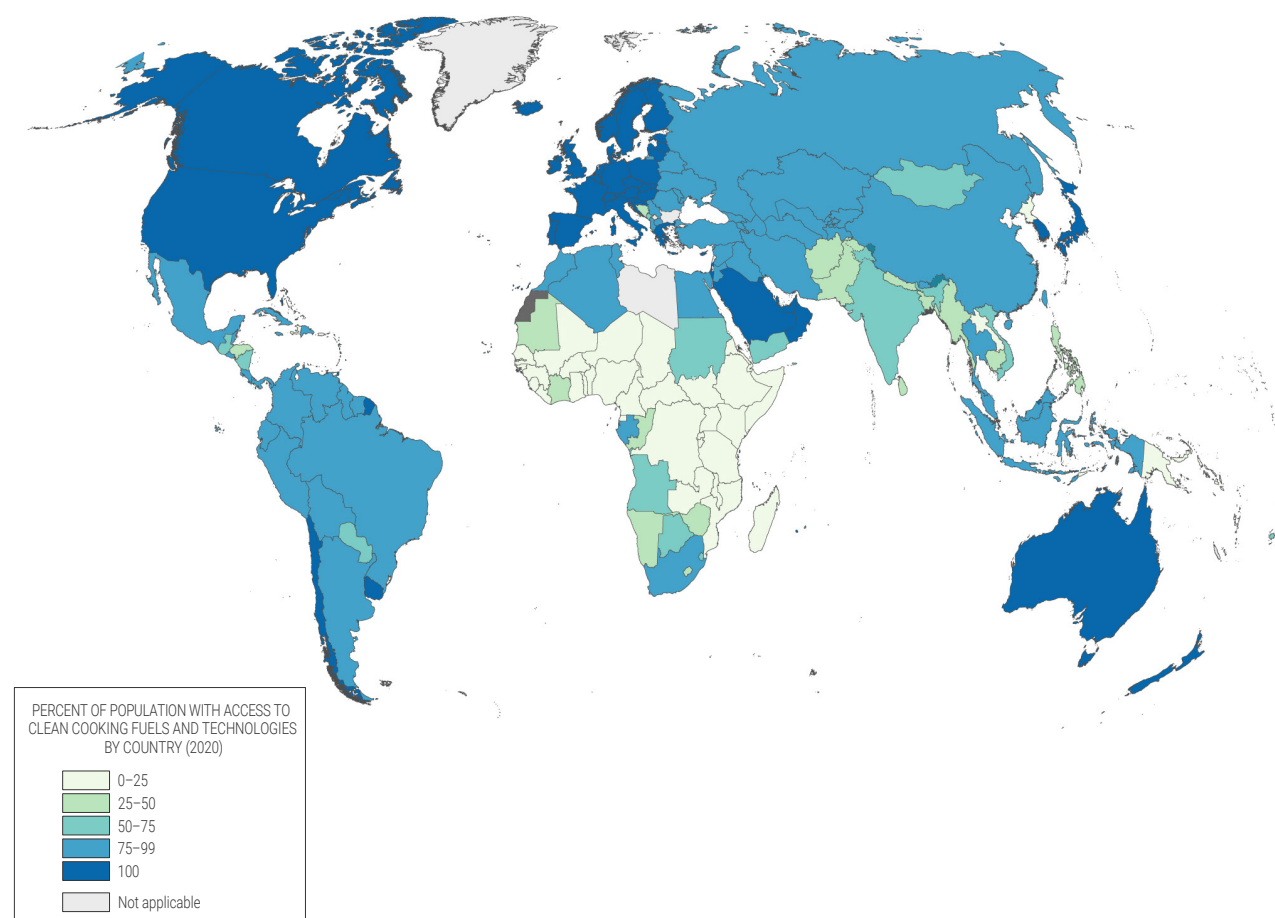 PERCENT OF POPULATION WITH ACCESS TO
CLEAN COOKING FUELS AND TECHNOLOGIES
BY COUNTRY (2020)
0–25
25–50
50–75
75–99
100
Not applicable